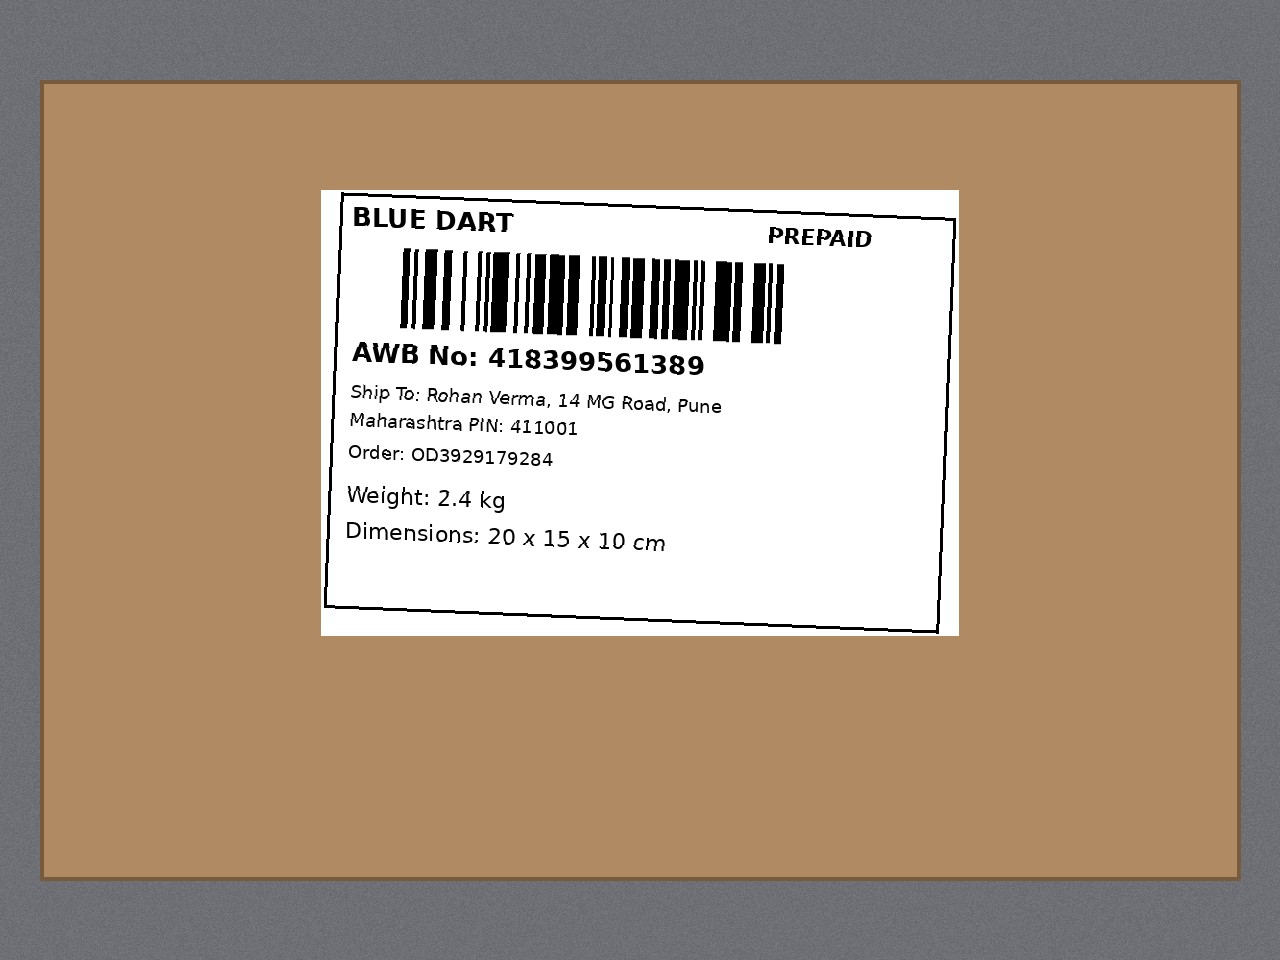 BLUE DART
PREPAID
AWB No: 418399561389
Ship To: Rohan Verma, 14 MG Road, Pune
Maharashtra PIN: 411001
Order: OD3929179284
Weight: 2.4 kg
Dimensions: 20 x 15 x 10 cm